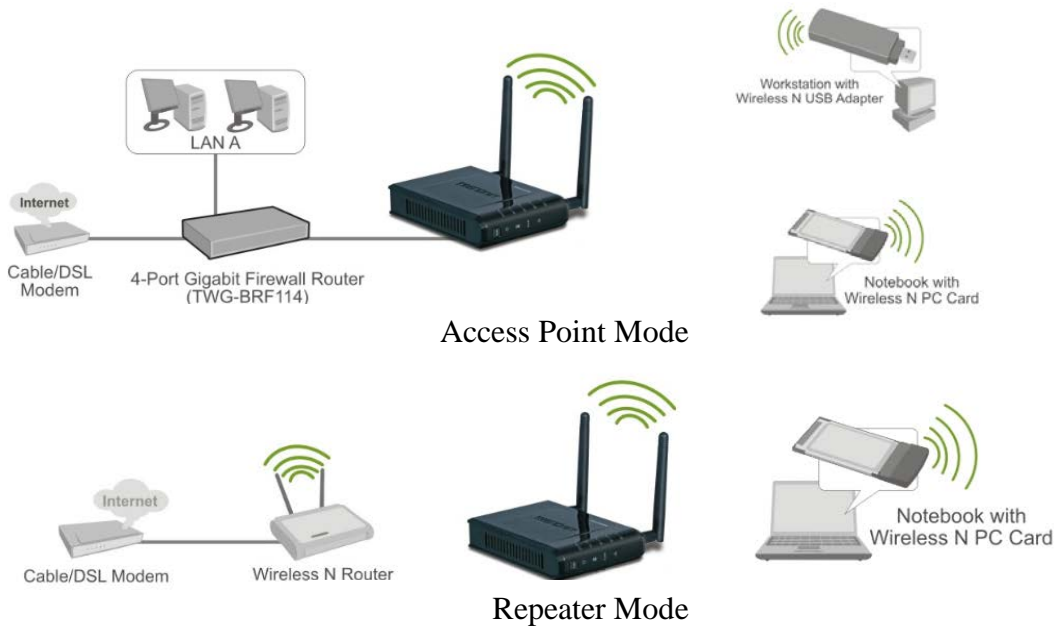 Workstation with
Wireless N USB Adapter
LAN A
Internet
Cable/DSL
Modem
4-Port Gigabit Firewall Router
(TWG-BRF114)
TRENDNET
Notebook with
Wireless N PC Card
Access Point Mode
Internet
Cable/DSL Modem
Wireless N Router
TRENDNET
Notebook with
Wireless N PC Card
Repeater Mode